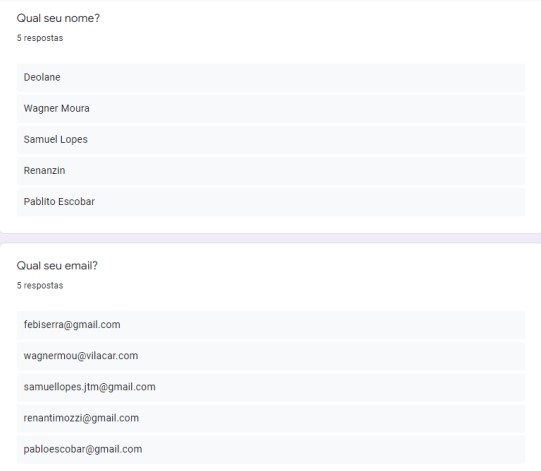 Qual seu nome?
5 respostas
Deolane
Wagner Moura
Samuel Lopes
Renanzin
Pablito Escobar
Qual seu email?
5 respostas
febiserra@gmail.com
wagnermou@vilacar.com
samuellopes.jtm@gmail.com
renantimozzi@gmail.com
pabloescobar@gmail.com